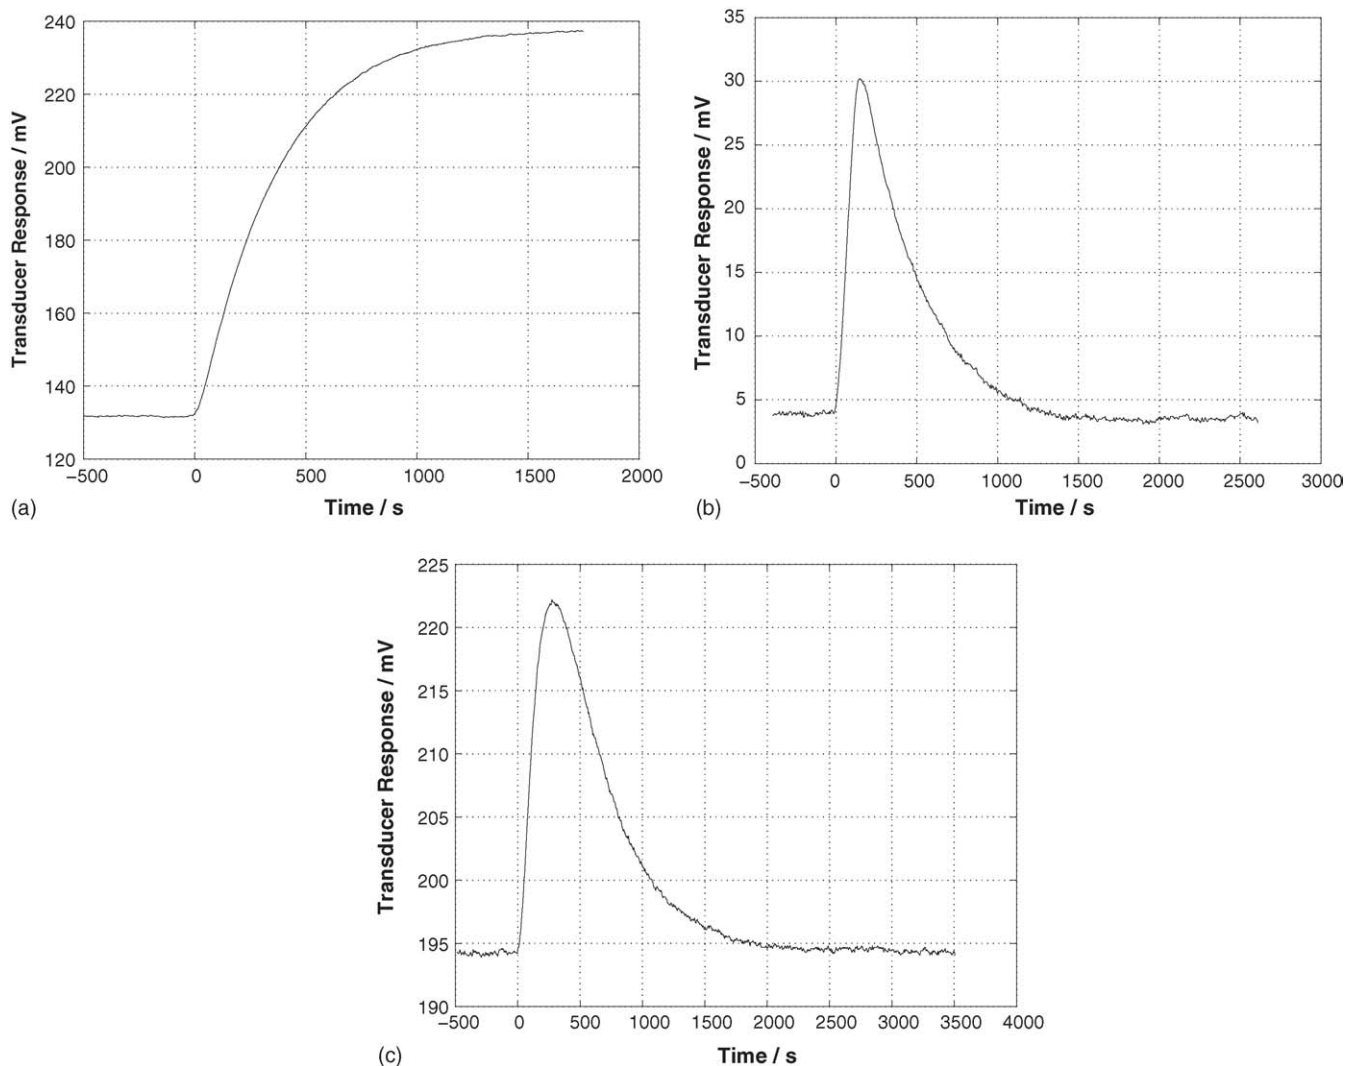 240
220
200
180
160
140
120
−500 0 500 1000 1500 2000
Transducer Response / mV
Time / s
(a)
35
30
25
20
15
10
5
0
−500 0 500 1000 1500 2000 2500 3000
Transducer Response / mV
Time / s
(b)
225
220
215
210
205
200
195
190
−500 0 500 1000 1500 2000 2500 3000 3500 4000
Transducer Response / mV
Time / s
(c)